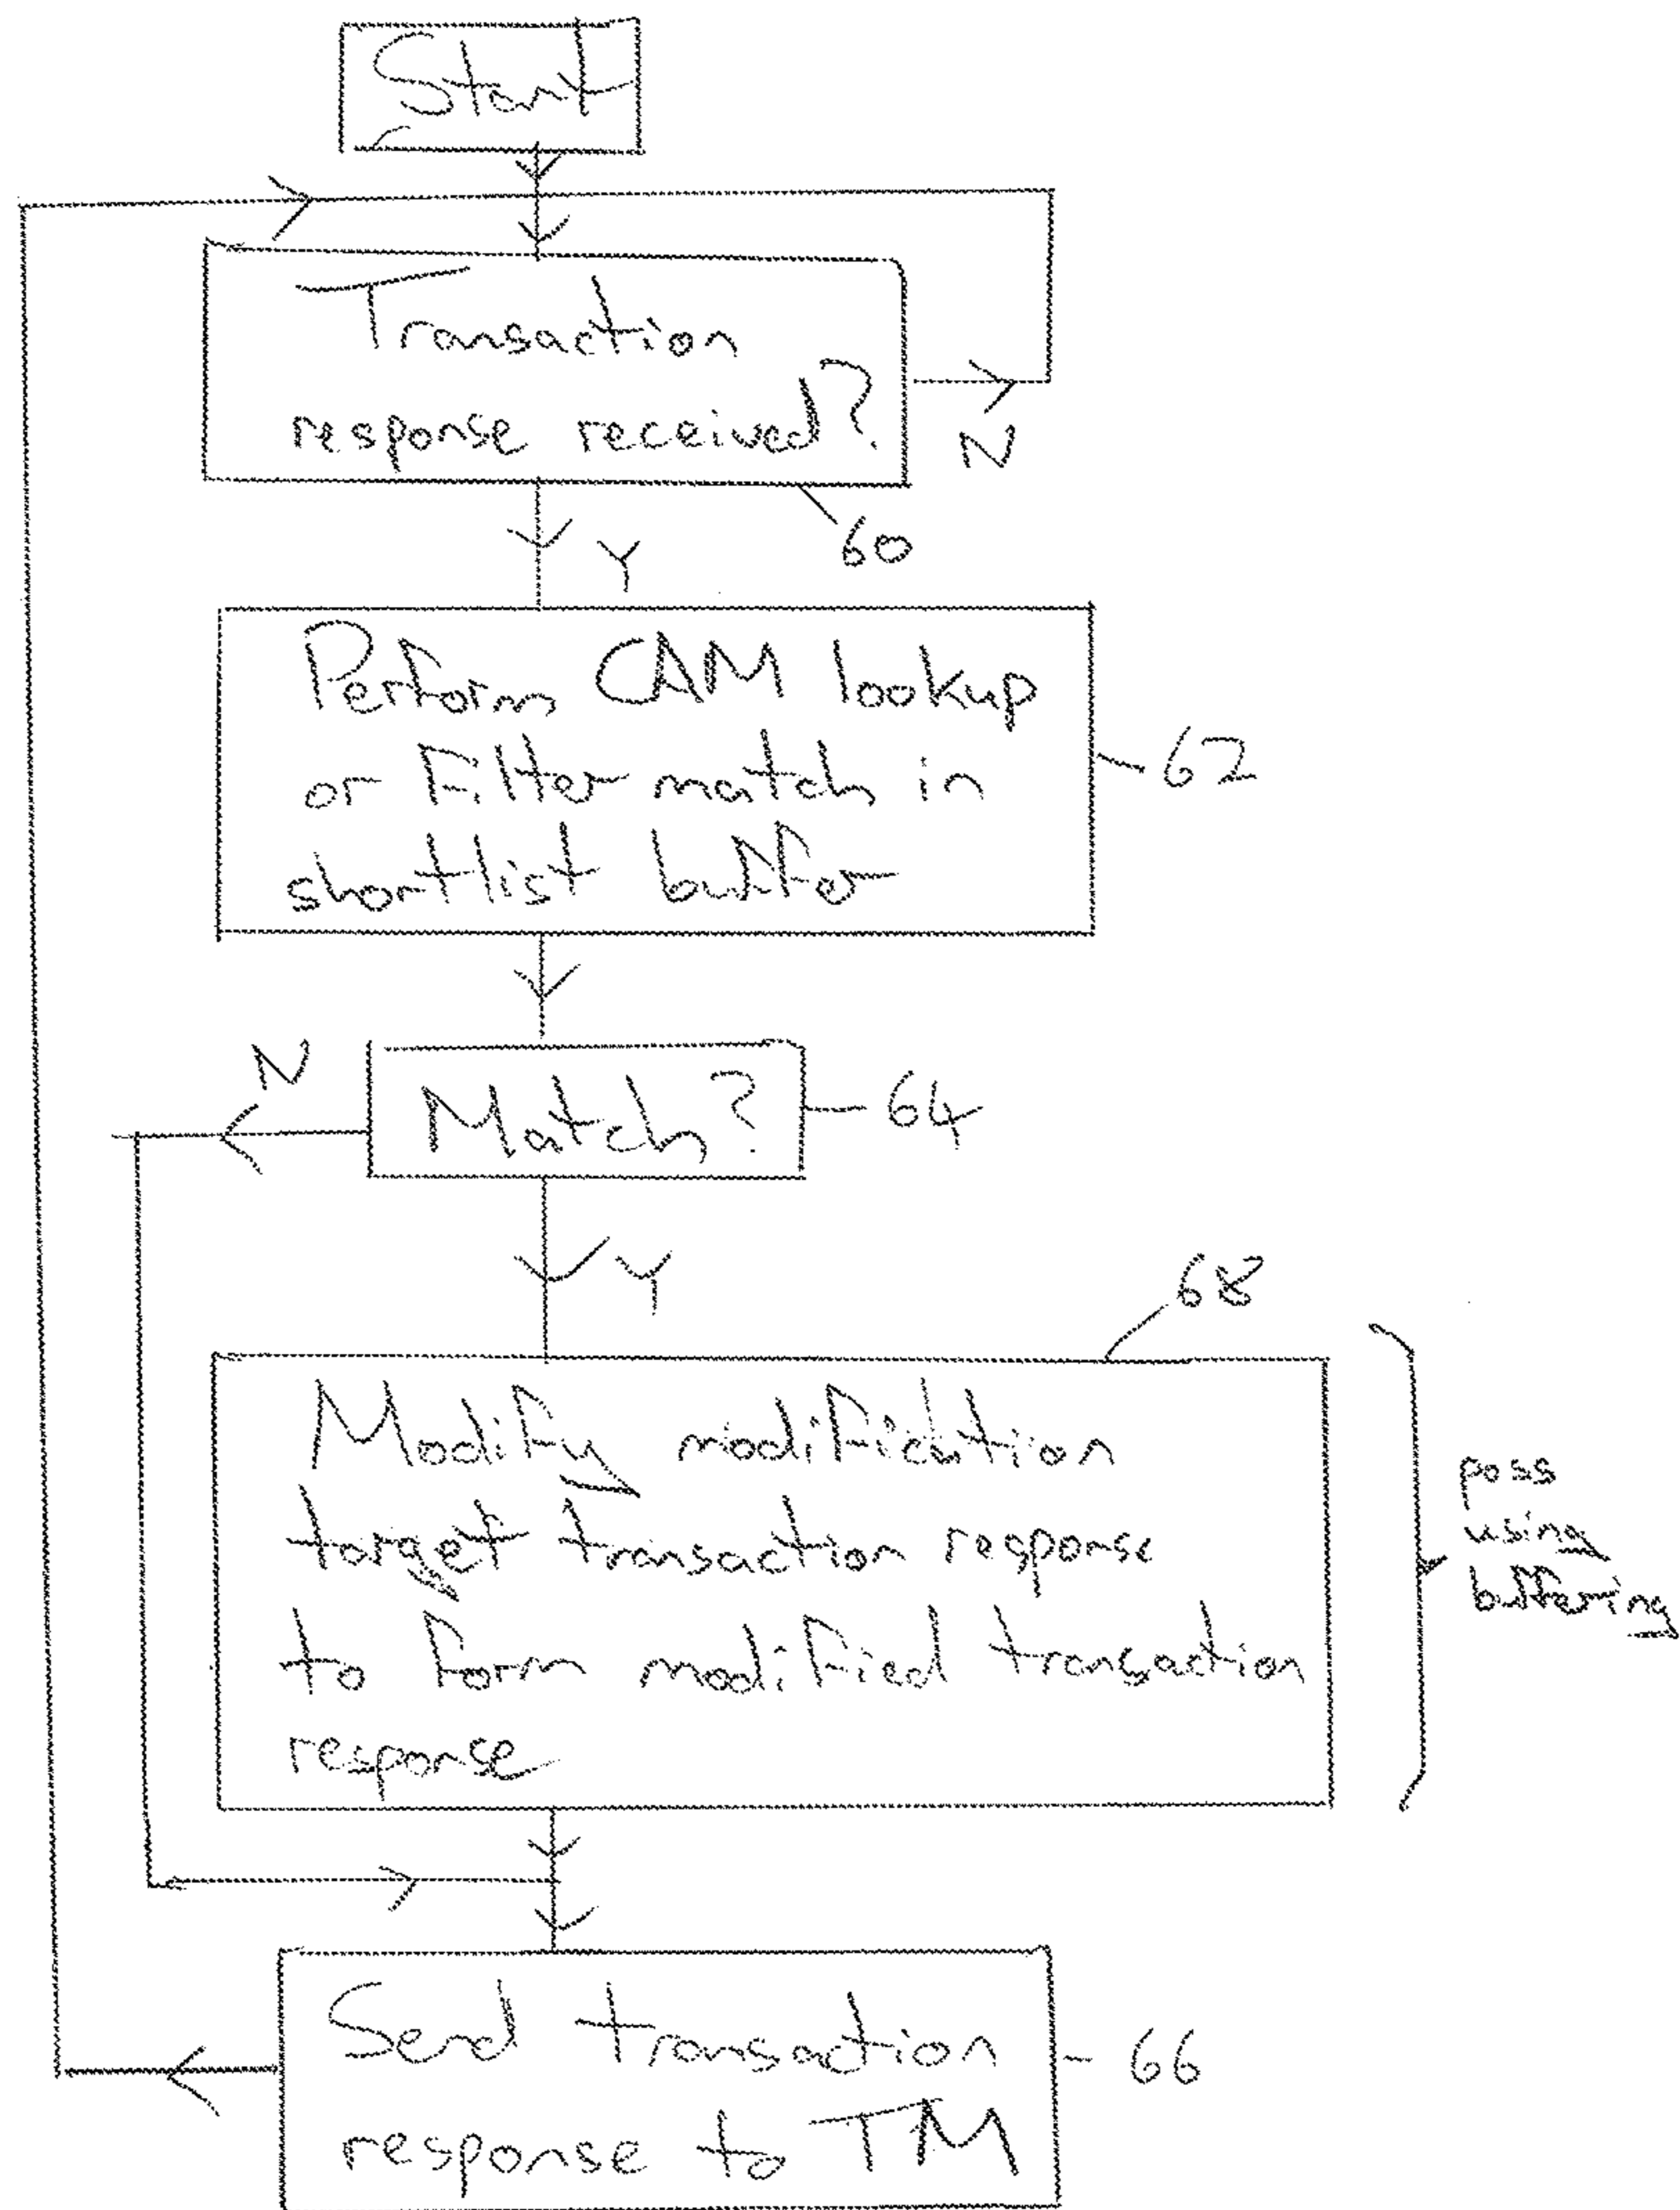 Start
Transaction
response received?
N
60
Y
Perform CAM lookup
or Filter match in
shortlist buffer
62
N
Match?
64
Y
68
Modify modification
target transaction response
to form modified transaction
response
poss
using
buffering
Send transaction
response to TM
66